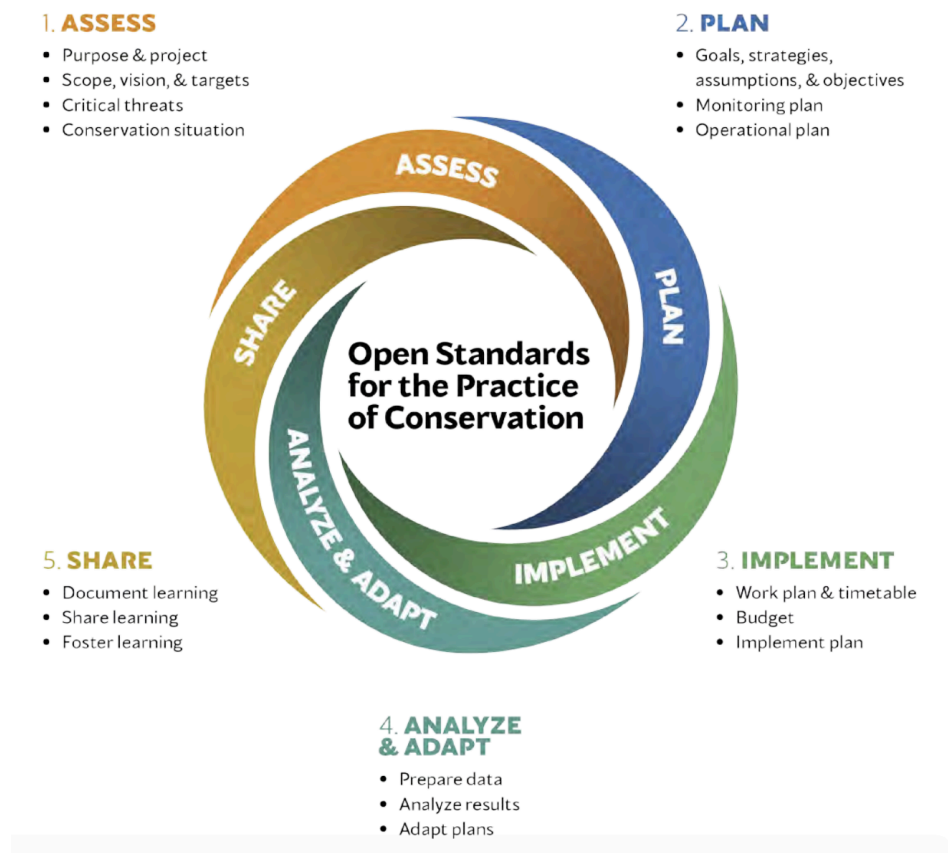 1. ASSESS
• Purpose & project
• Scope, vision, & targets
• Critical threats
• Conservation situation
2. PLAN
• Goals, strategies,
assumptions, & objectives
• Monitoring plan
• Operational plan
ASSESS
PLAN
SHARE
Open Standards
for the Practice
of Conservation
ANALYZE & ADAPT
IMPLEMENT
5. SHARE
• Document learning
• Share learning
• Foster learning
3. IMPLEMENT
• Work plan & timetable
• Budget
• Implement plan
4. ANALYZE
& ADAPT
• Prepare data
• Analyze results
• Adapt plans